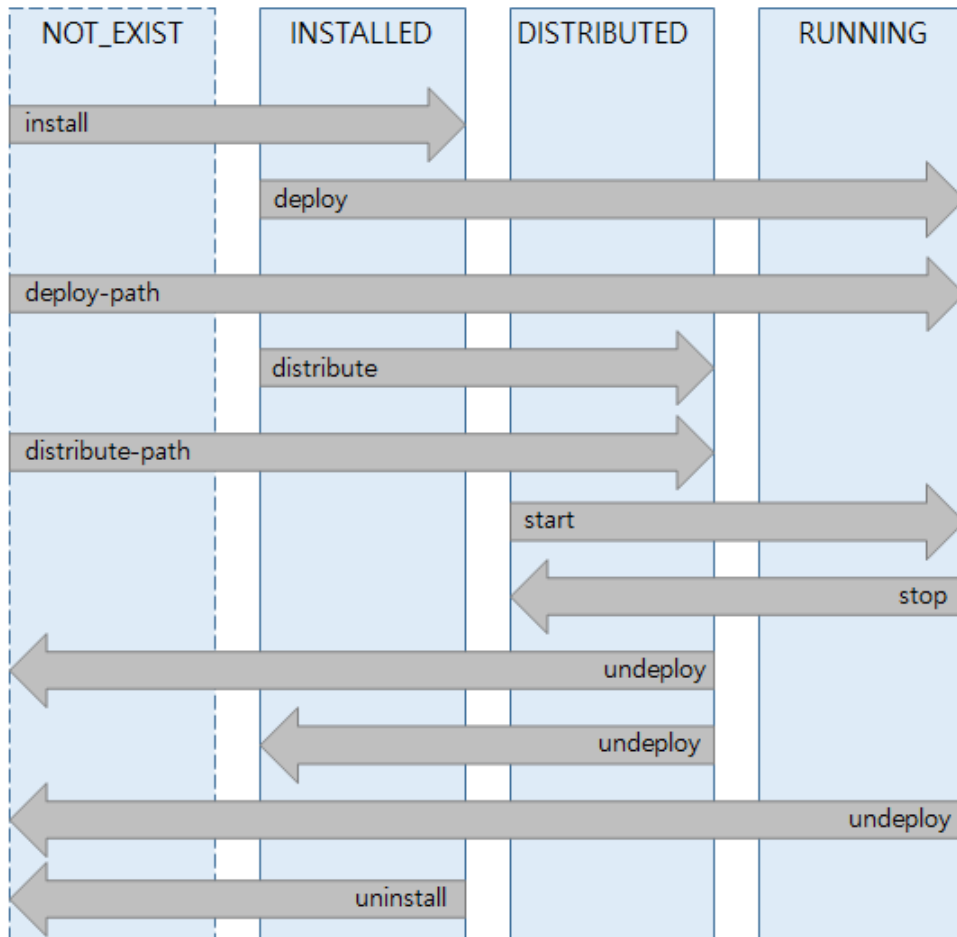 NOT_EXIST INSTALLED DISTRIBUTED RUNNING
install
deploy
deploy-path
distribute
distribute-path
start
stop
undeploy
undeploy
undeploy
uninstall